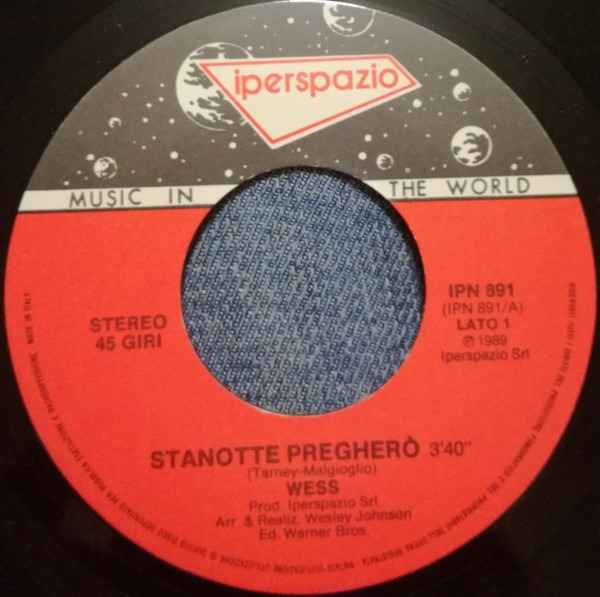 iperspazio
MUSIC IN THE WORLD
STEREO
45 GIRI
IPN 891
(IPN 891/A)
LATO 1
℗ 1989
Iperspazio Srl
STANOTTE PREGHERÒ 3'40"
(Tarney-Malgioglio)
WESS
Prod. Iperspazio Srl
Arr. & Realiz. Wesley Johnson
Ed. Warner Bros.
MADE IN ITALY